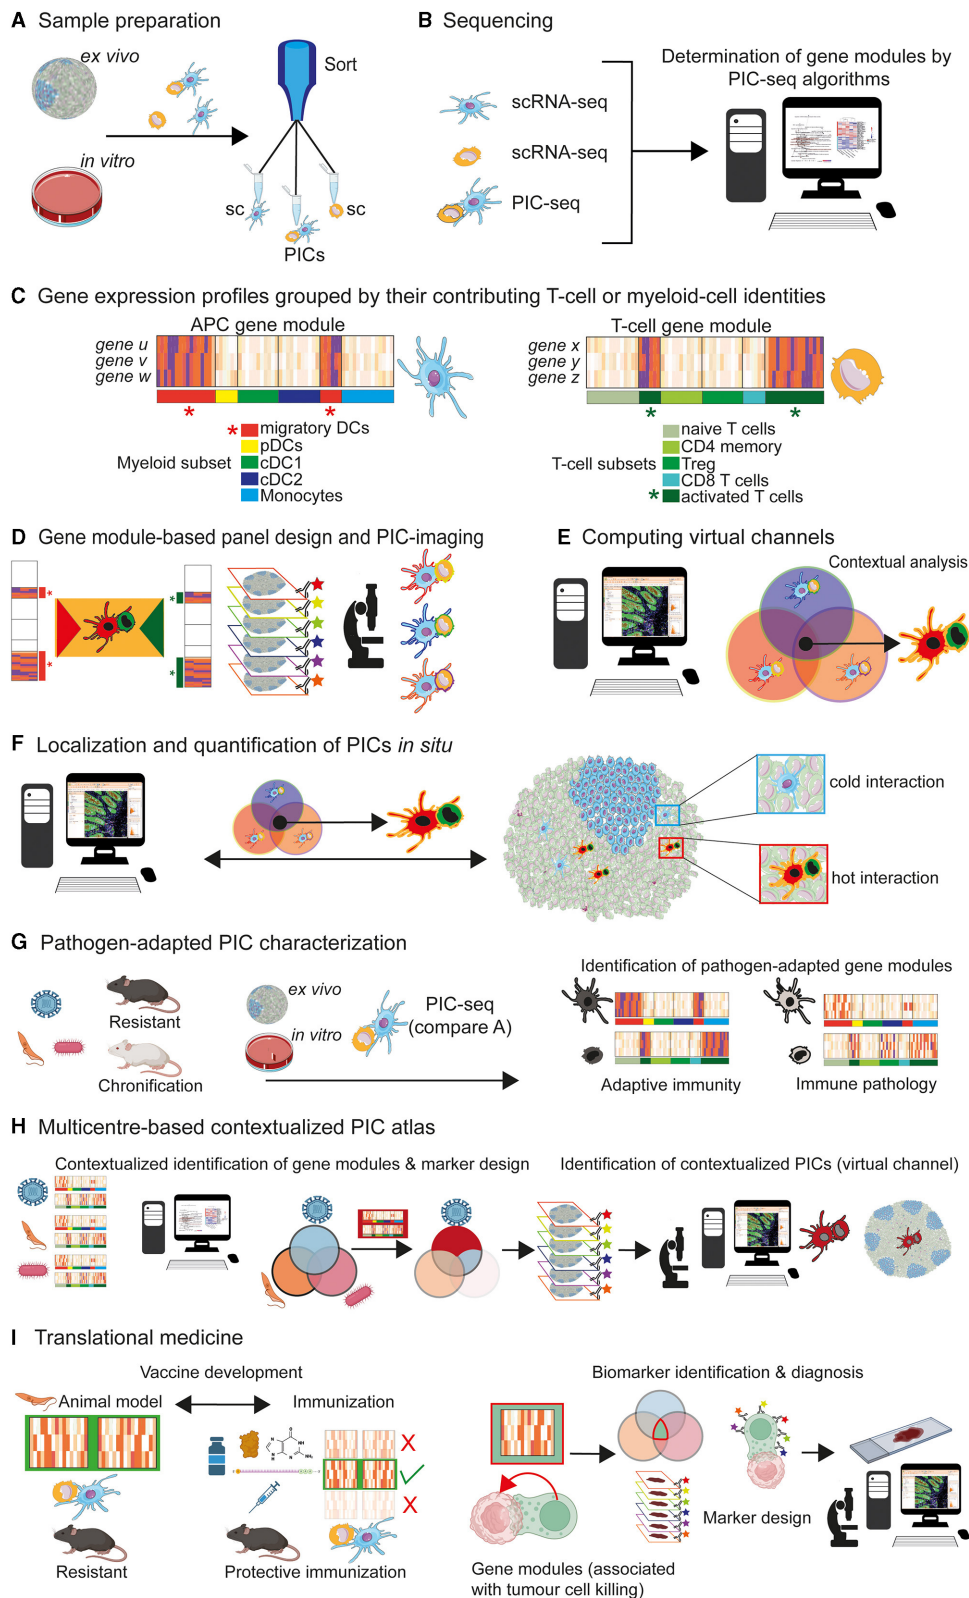 A Sample preparation
ex vivo
in vitro
Sort
sc
sc
PICs
B Sequencing
scRNA-seq
scRNA-seq
PIC-seq
Determination of gene modules by
PIC-seq algorithms
C Gene expression profiles grouped by their contributing T-cell or myeloid-cell identities
APC gene module
gene u
gene v
gene w
* *
Myeloid subset
* migratory DCs
pDCs
cDC1
cDC2
Monocytes
T-cell gene module
gene x
gene y
gene z
* *
T-cell subsets
naive T cells
CD4 memory
Treg
CD8 T cells
* activated T cells
D Gene module-based panel design and PIC-imaging
E Computing virtual channels
Contextual analysis
F Localization and quantification of PICs in situ
cold interaction
hot interaction
G Pathogen-adapted PIC characterization
Resistant
Chronification
ex vivo
in vitro
PIC-seq
(compare A)
Identification of pathogen-adapted gene modules
Adaptive immunity
Immune pathology
H Multicentre-based contextualized PIC atlas
Contextualized identification of gene modules & marker design
Identification of contextualized PICs (virtual channel)
I Translational medicine
Vaccine development
Animal model
Immunization
X
X
Resistant
Protective immunization
Biomarker identification & diagnosis
Marker design
Gene modules (associated
with tumour cell killing)